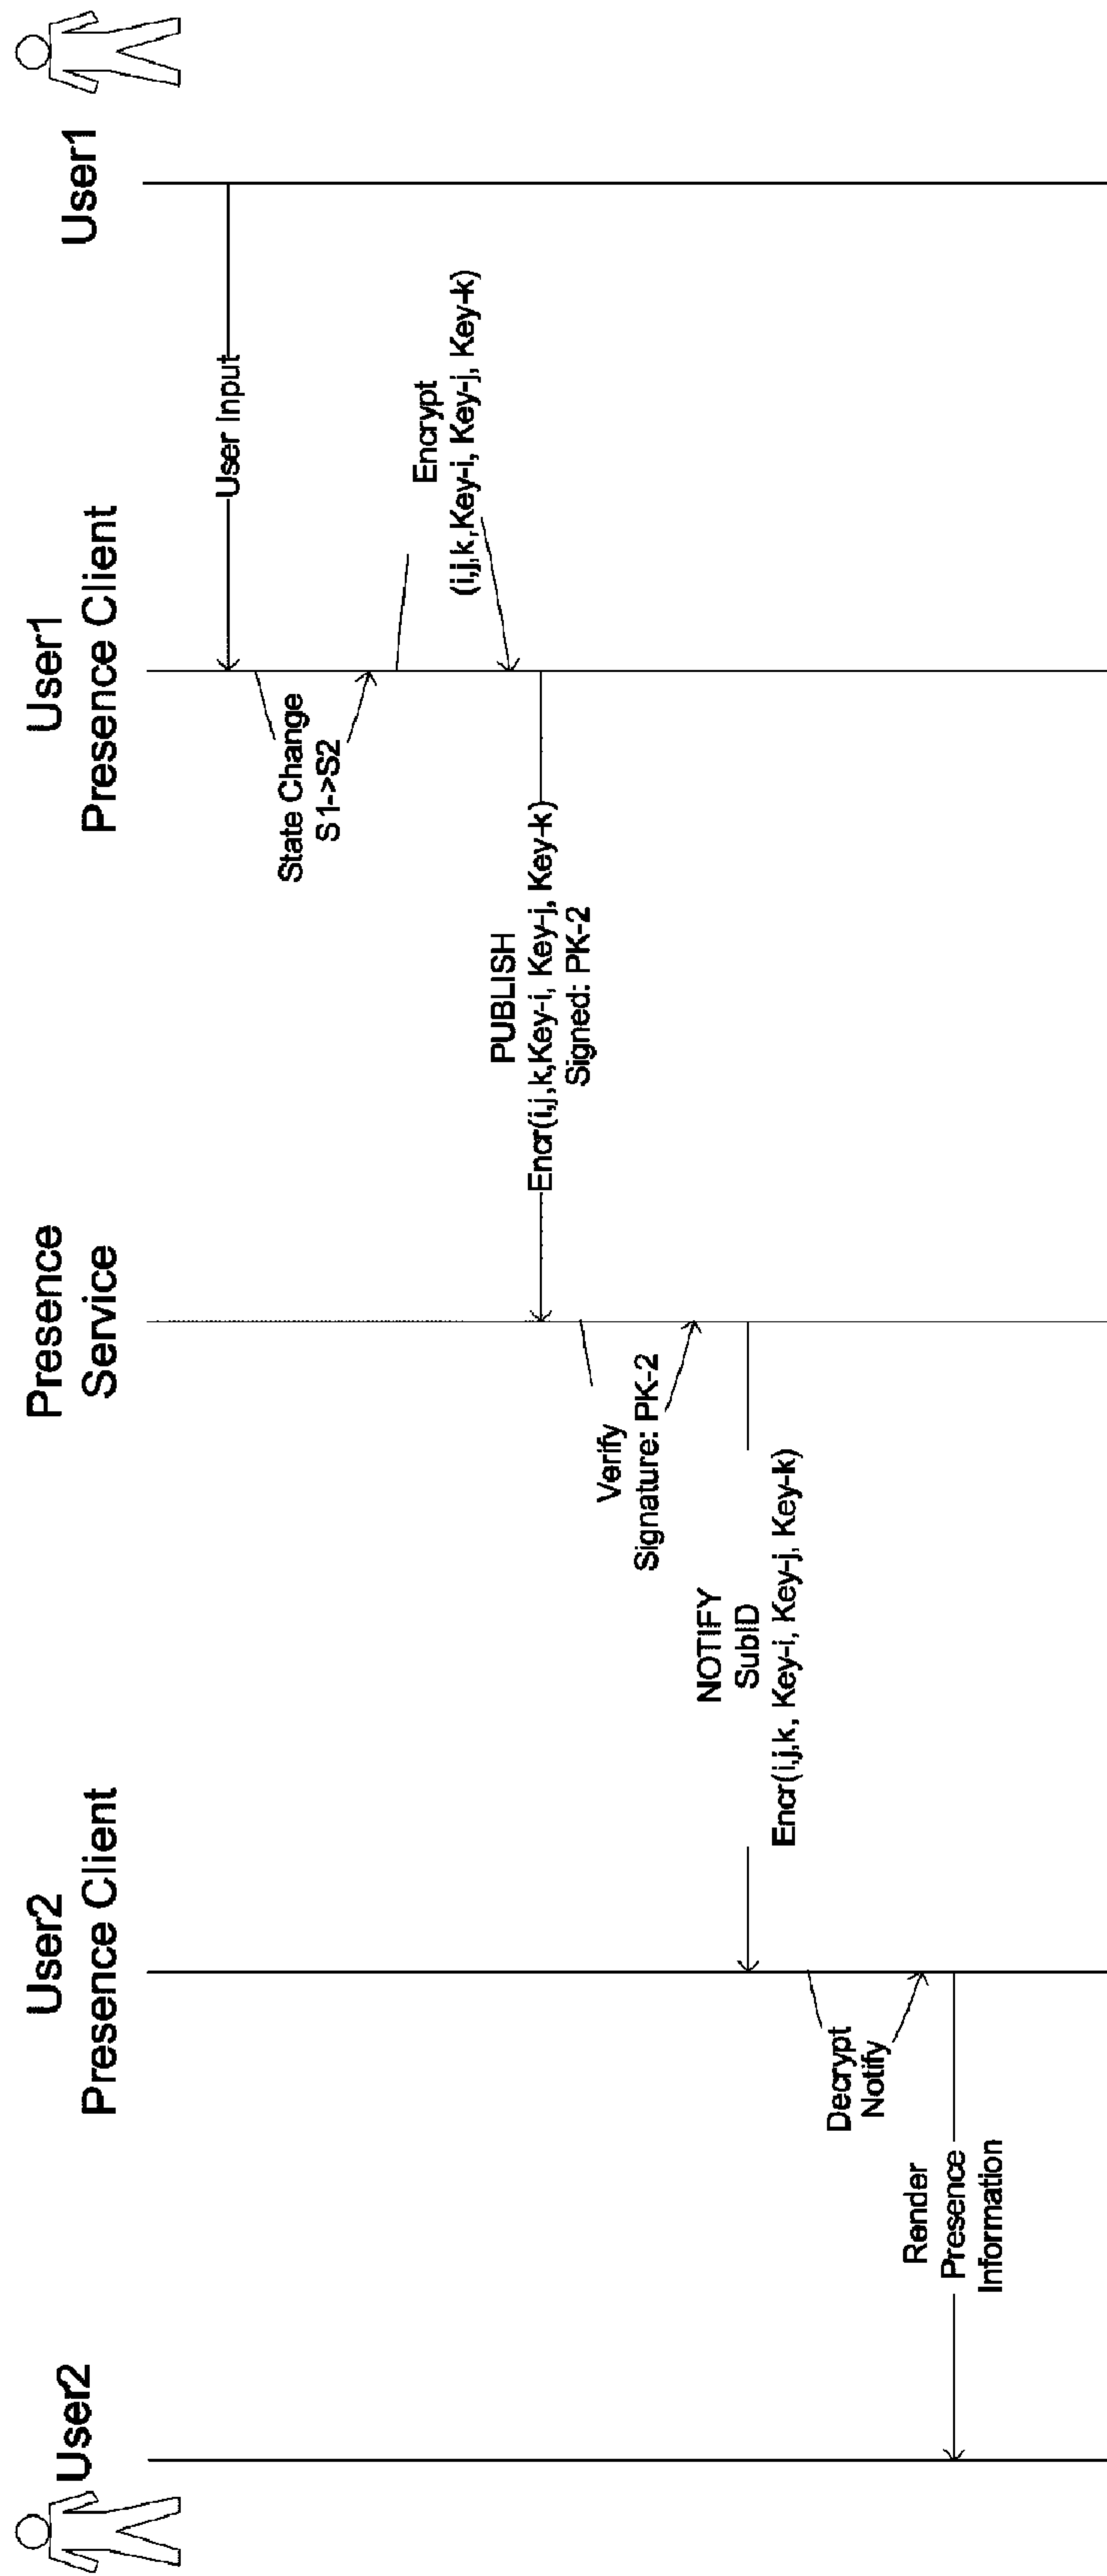 User2
User2
Presence Client
Presence
Service
User1
Presence Client
User1
User Input
State Change
S1->S2
Encrypt
(i,j,k,Key-i, Key-j, Key-k)
PUBLISH
Encr(i,j,k,Key-i, Key-j, Key-k)
Signed: PK-2
Verify
Signature: PK-2
NOTIFY
SubID
Encr(i,j,k, Key-i, Key-j, Key-k)
Decrypt
Notify
Render
Presence
Information